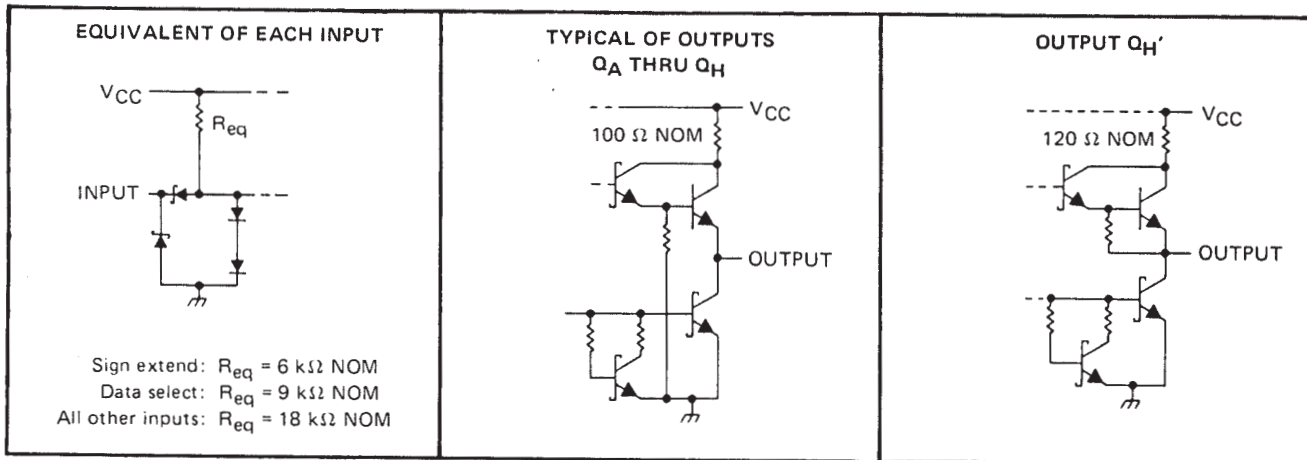 EQUIVALENT OF EACH INPUT
VCC
Req
INPUT
Sign extend: Req = 6 kΩ NOM
Data select: Req = 9 kΩ NOM
All other inputs: Req = 18 kΩ NOM
TYPICAL OF OUTPUTS
QA THRU QH
VCC
100 Ω NOM
OUTPUT
OUTPUT QH'
VCC
120 Ω NOM
OUTPUT